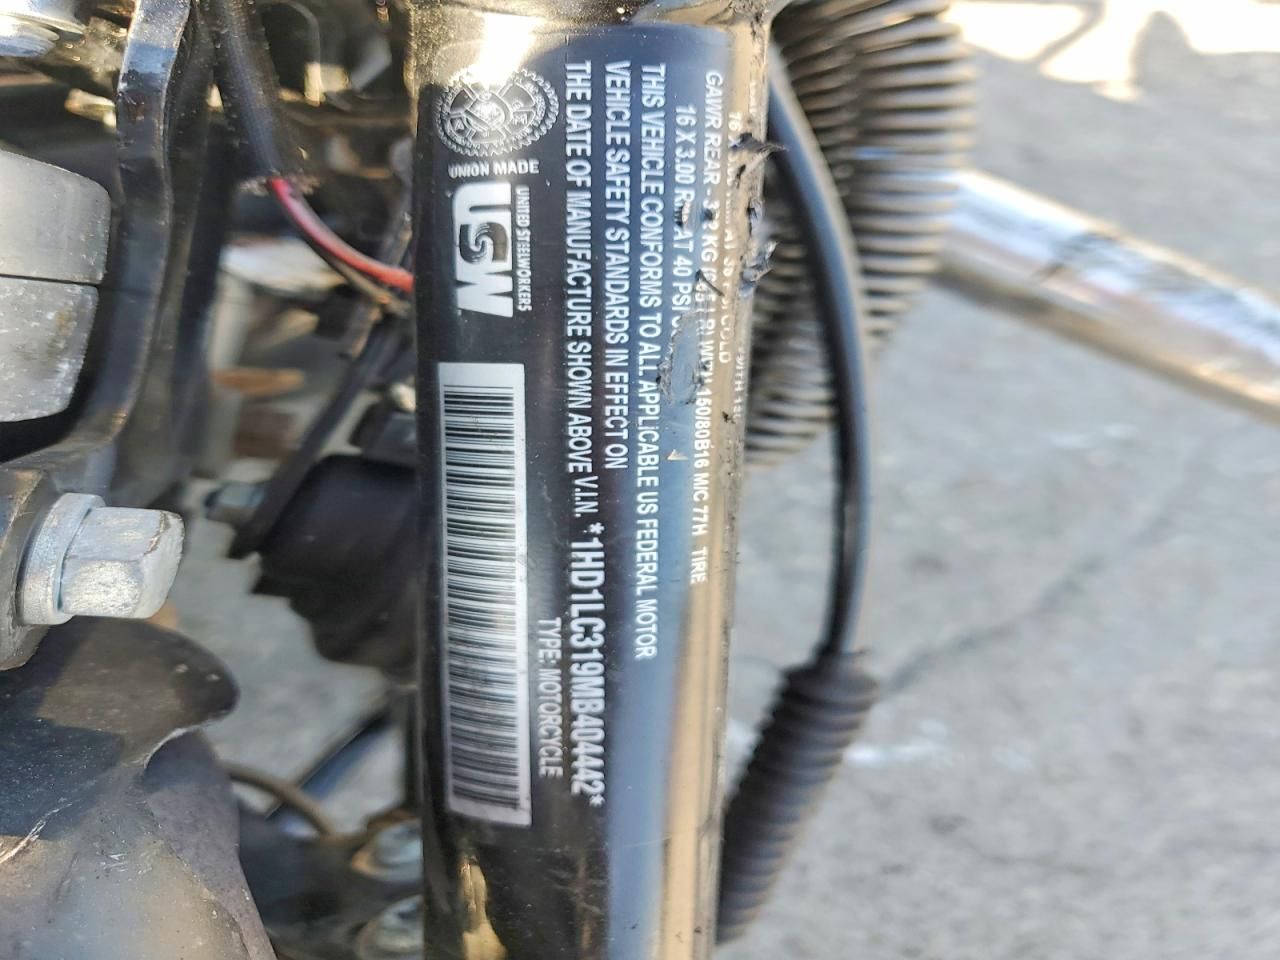 GAWR REAR
16 X 3.00 AT 40 PSI
150/80B16 M/C 77H TIRE
THIS VEHICLE CONFORMS TO ALL APPLICABLE US FEDERAL MOTOR
VEHICLE SAFETY STANDARDS IN EFFECT ON
THE DATE OF MANUFACTURE SHOWN ABOVE V.I.N. *1HD1LC319MB404442*
TYPE: MOTORCYCLE
UNION MADE
USW
UNITED STEELWORKERS